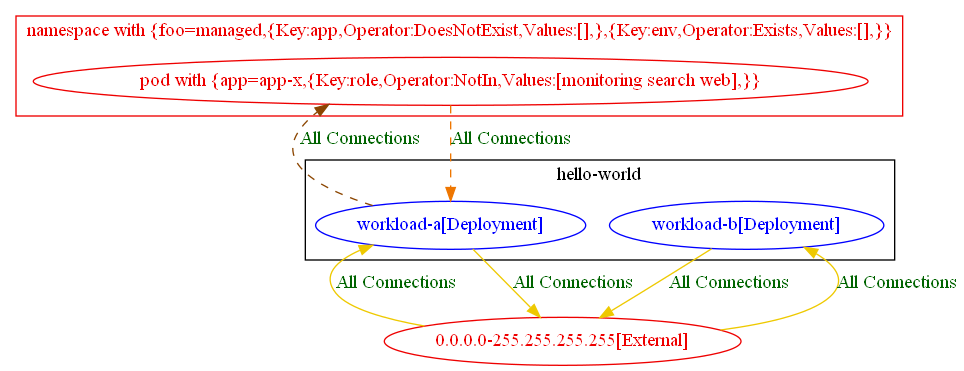 namespace with {foo=managed,{Key:app,Operator:DoesNotExist,Values:[],},{Key:env,Operator:Exists,Values:[],}}
pod with {app=app-x,{Key:role,Operator:NotIn,Values:[monitoring search web],}}
All Connections
All Connections
hello-world
workload-a[Deployment]
workload-b[Deployment]
All Connections
All Connections
All Connections
All Connections
0.0.0.0-255.255.255.255[External]